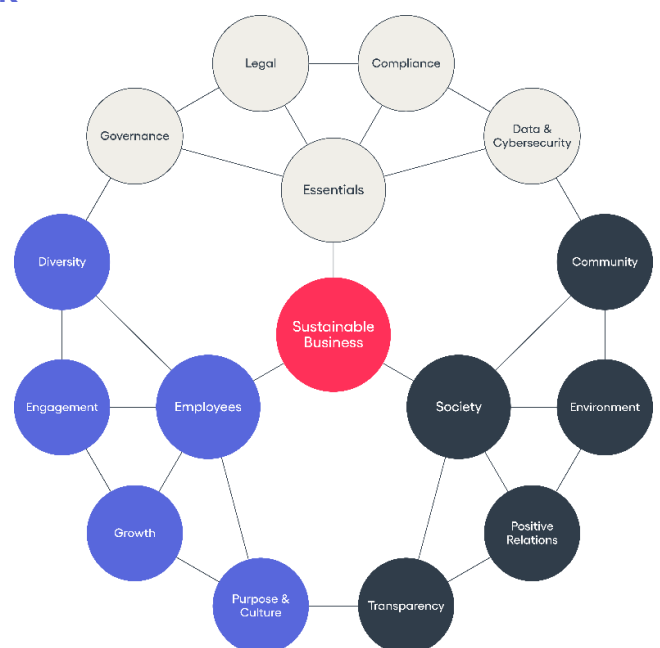 Legal
Compliance
Governance
Data &
Cybersecurity
Essentials
Diversity
Community
Sustainable
Business
Engagement
Employees
Society
Environment
Growth
Positive
Relations
Purpose &
Culture
Transparency